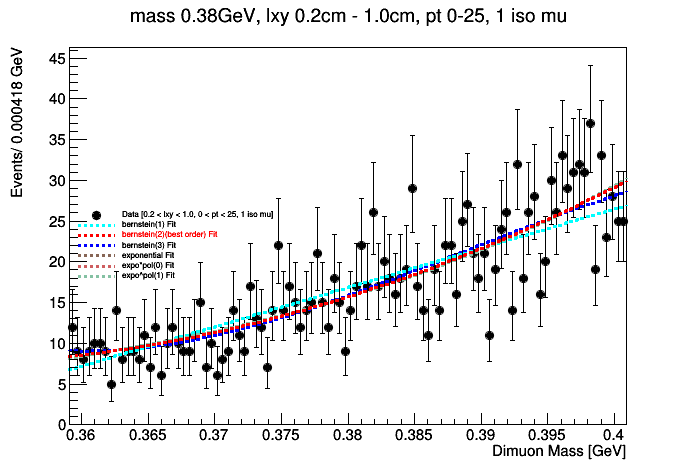 mass 0.38GeV, lxy 0.2cm - 1.0cm, pt 0-25, 1 iso mu
Events/ 0.000418 GeV
45
40
35
30
25
20
15
10
5
0
Data [0.2 < lxy < 1.0, 0 < pt < 25, 1 iso mu]
bernstein(1) Fit
bernstein(2)(best order) Fit
bernstein(3) Fit
exponential Fit
expo*pol(0) Fit
expo*pol(1) Fit
0.36 0.365 0.37 0.375 0.38 0.385 0.39 0.395 0.4
Dimuon Mass [GeV]